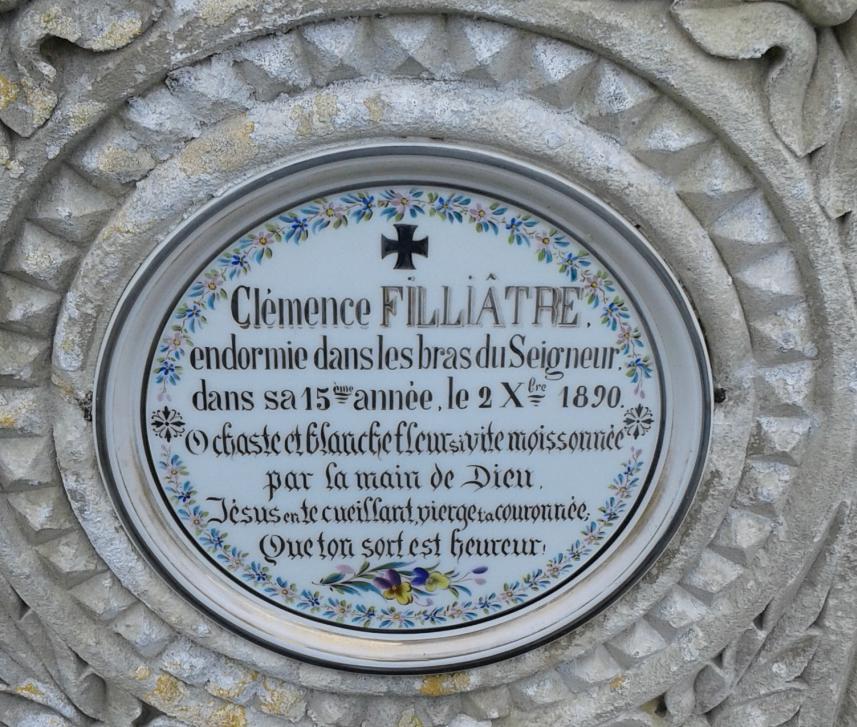 Clémence FILLIÂTRE,
endormie dans les bras du Seigneur,
dans sa 15ème année, le 2 Xbre 1890.
O chaste et blanche fleur si vite moissonnée
par la main de Dieu,
Jésus en te cueillant, vierge t'a couronnée,
Que ton sort est heureux!